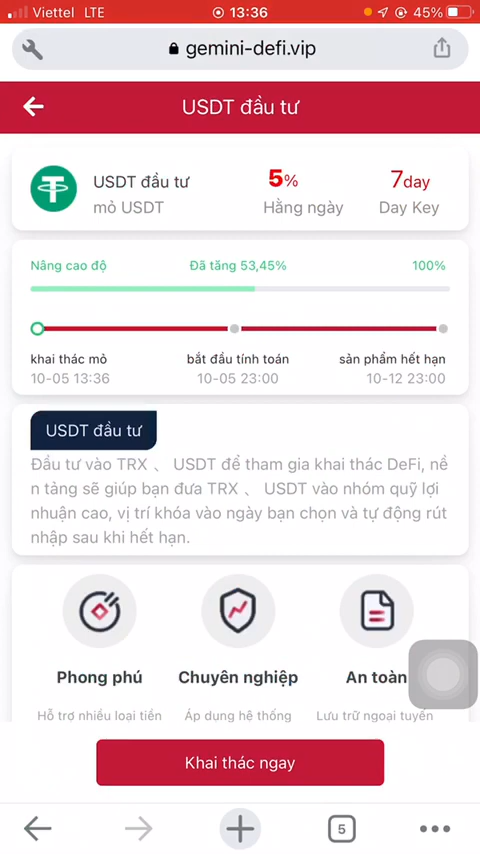 Viettel LTE 13:36 45%
gemini-defi.vip
USDT đầu tư
USDT đầu tư 5% 7day
mỏ USDT Hằng ngày Day Key
Nâng cao độ Đã tăng 53,45% 100%
khai thác mỏ bắt đầu tính toán sản phẩm hết hạn
10-05 13:36 10-05 23:00 10-12 23:00
USDT đầu tư
Đầu tư vào TRX 、 USDT để tham gia khai thác DeFi, nề
n tảng sẽ giúp bạn đưa TRX 、 USDT vào nhóm quỹ lợi
nhuận cao, vị trí khóa vào ngày bạn chọn và tự động rút
nhập sau khi hết hạn.
Phong phú Chuyên nghiệp An toàn
Hỗ trợ nhiều loại tiền Áp dụng hệ thống Lưu trữ ngoại tuyến
Khai thác ngay
5